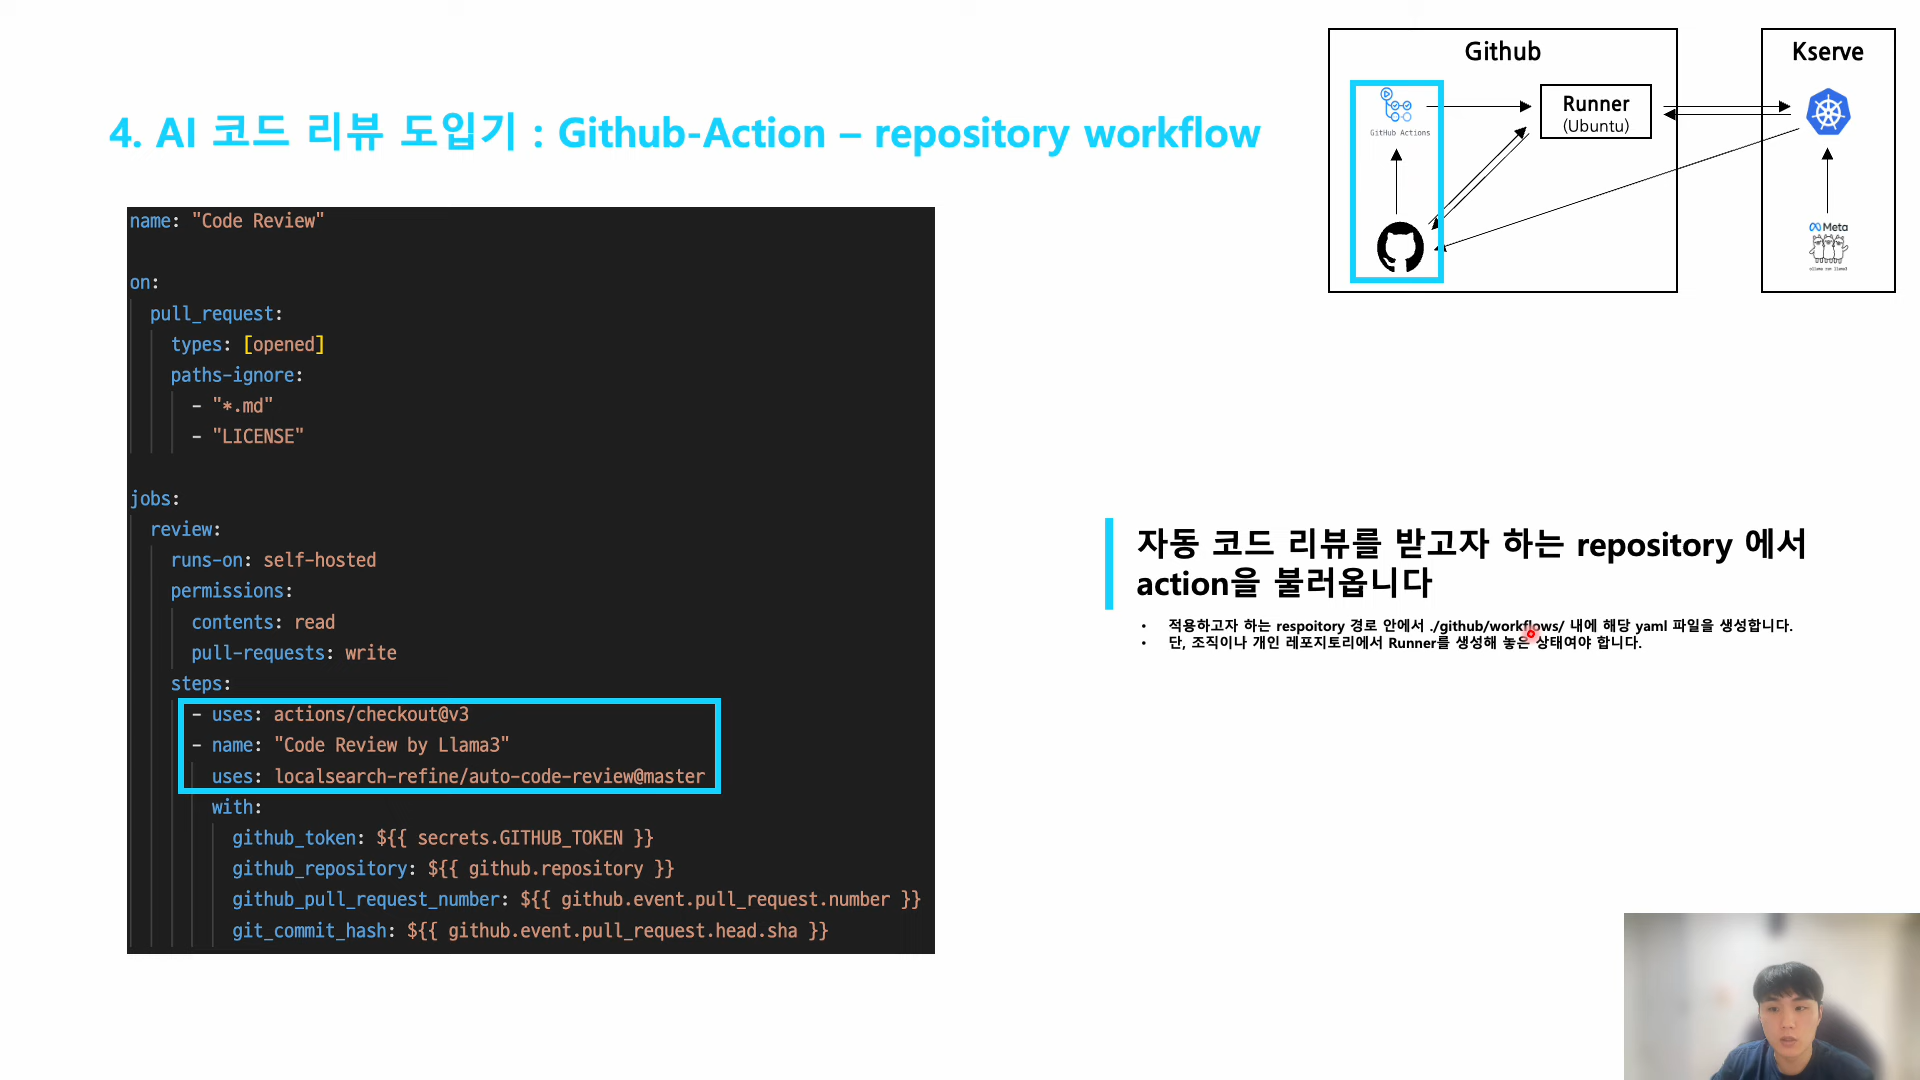 4. AI 코드 리뷰 도입기 : Github-Action – repository workflow
Github
GitHub Actions
Runner
(Ubuntu)
Kserve
Meta
name: "Code Review"
on:
pull_request:
types: [opened]
paths-ignore:
- "*.md"
- "LICENSE"
jobs:
review:
runs-on: self-hosted
permissions:
contents: read
pull-requests: write
steps:
- uses: actions/checkout@v3
- name: "Code Review by Llama3"
uses: localsearch-refine/auto-code-review@master
with:
github_token: ${{ secrets.GITHUB_TOKEN }}
github_repository: ${{ github.repository }}
github_pull_request_number: ${{ github.event.pull_request.number }}
git_commit_hash: ${{ github.event.pull_request.head.sha }}
자동 코드 리뷰를 받고자 하는 repository 에서
action을 불러옵니다
• 적용하고자 하는 respoitory 경로 안에서 ./github/workflows/ 내에 해당 yaml 파일을 생성합니다.
• 단, 조직이나 개인 레포지토리에서 Runner를 생성해 놓은 상태여야 합니다.